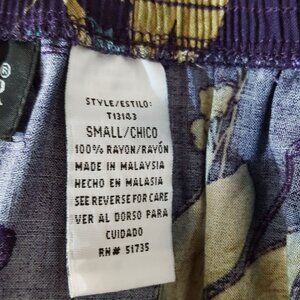 STYLE/ESTILO:
T13143
SMALL/CHICO
100% RAYON/RAYÓN
MADE IN MALAYSIA
HECHO EN MALASIA
SEE REVERSE FOR CARE
VER AL DORSO PARA
CUIDADO
RN# 51735